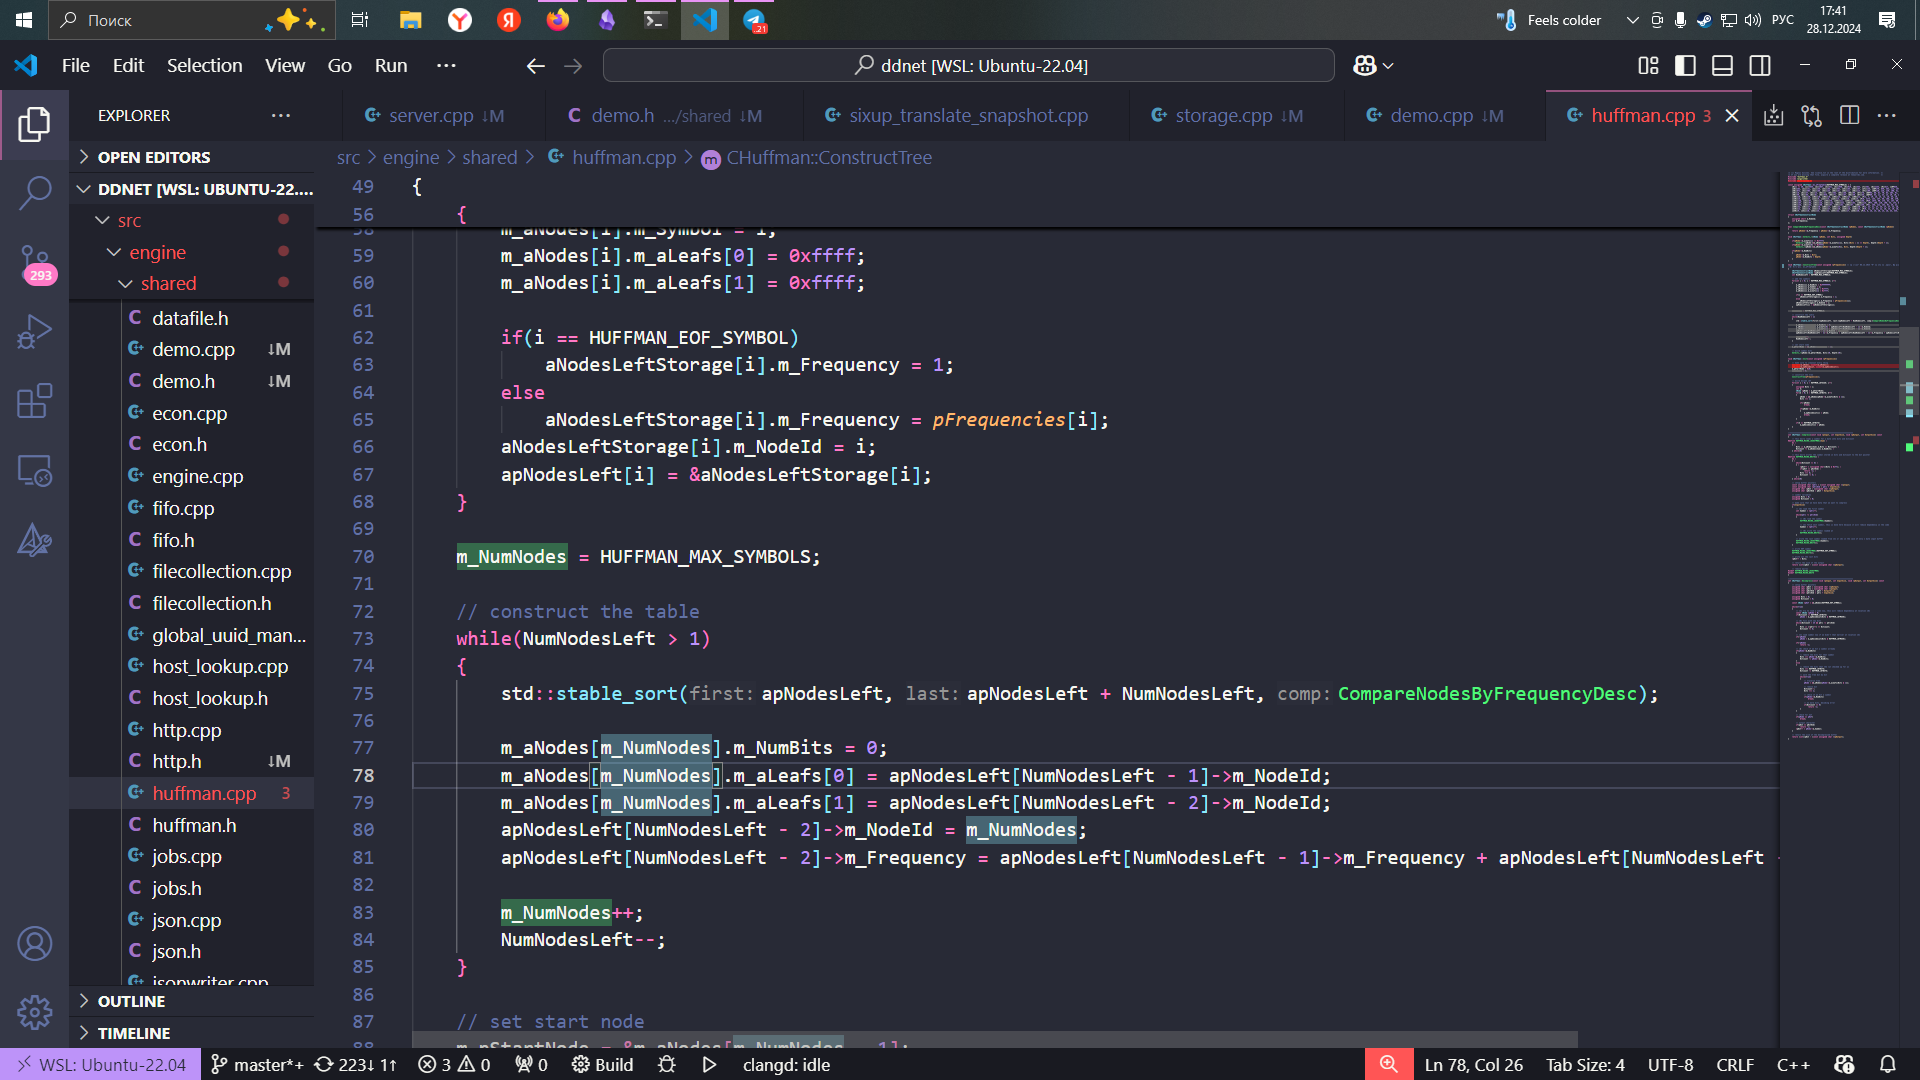 Поиск
21
Feels colder
РУС
17:41
28.12.2024
File Edit Selection View Go Run ···
ddnet [WSL: Ubuntu-22.04]
EXPLORER ···
server.cpp ↓M
demo.h .../shared ↓M
sixup_translate_snapshot.cpp
storage.cpp ↓M
demo.cpp ↓M
huffman.cpp 3
OPEN EDITORS
DDNET [WSL: UBUNTU-22....
src
engine
shared
datafile.h
demo.cpp ↓M
demo.h ↓M
econ.cpp
econ.h
engine.cpp
fifo.cpp
fifo.h
filecollection.cpp
filecollection.h
global_uuid_man...
host_lookup.cpp
host_lookup.h
http.cpp
http.h ↓M
huffman.cpp 3
huffman.h
jobs.cpp
jobs.h
json.cpp
json.h
jsonwriter.cpp
OUTLINE
TIMELINE
293
src > engine > shared > huffman.cpp > CHuffman::ConstructTree
49 {
56 {
58 m_aNodes[i].m_Symbol = i;
59 m_aNodes[i].m_aLeafs[0] = 0xffff;
60 m_aNodes[i].m_aLeafs[1] = 0xffff;
61
62 if(i == HUFFMAN_EOF_SYMBOL)
63 aNodesLeftStorage[i].m_Frequency = 1;
64 else
65 aNodesLeftStorage[i].m_Frequency = pFrequencies[i];
66 aNodesLeftStorage[i].m_NodeId = i;
67 apNodesLeft[i] = &aNodesLeftStorage[i];
68 }
69
70 m_NumNodes = HUFFMAN_MAX_SYMBOLS;
71
72 // construct the table
73 while(NumNodesLeft > 1)
74 {
75 std::stable_sort(first: apNodesLeft, last: apNodesLeft + NumNodesLeft, comp: CompareNodesByFrequencyDesc);
76
77 m_aNodes[m_NumNodes].m_NumBits = 0;
78 m_aNodes[m_NumNodes].m_aLeafs[0] = apNodesLeft[NumNodesLeft - 1]->m_NodeId;
79 m_aNodes[m_NumNodes].m_aLeafs[1] = apNodesLeft[NumNodesLeft - 2]->m_NodeId;
80 apNodesLeft[NumNodesLeft - 2]->m_NodeId = m_NumNodes;
81 apNodesLeft[NumNodesLeft - 2]->m_Frequency = apNodesLeft[NumNodesLeft - 1]->m_Frequency + apNodesLeft[NumNodesLeft -
82
83 m_NumNodes++;
84 NumNodesLeft--;
85 }
86
87 // set start node
88 m_pStartNode = &m_aNodes[m_NumNodes - 1];
WSL: Ubuntu-22.04 master*+ 223↓ 1↑ 3 0 0 Build clangd: idle
Ln 78, Col 26 Tab Size: 4 UTF-8 CRLF C++